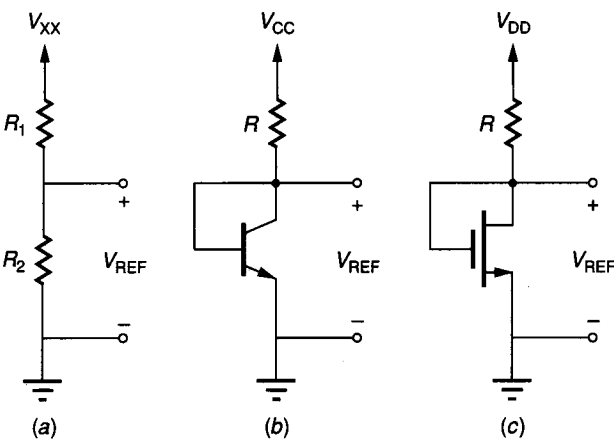 V_XX V_CC V_DD
R_1 R R
+ + +
R_2 V_REF V_REF V_REF
− − −
(a) (b) (c)